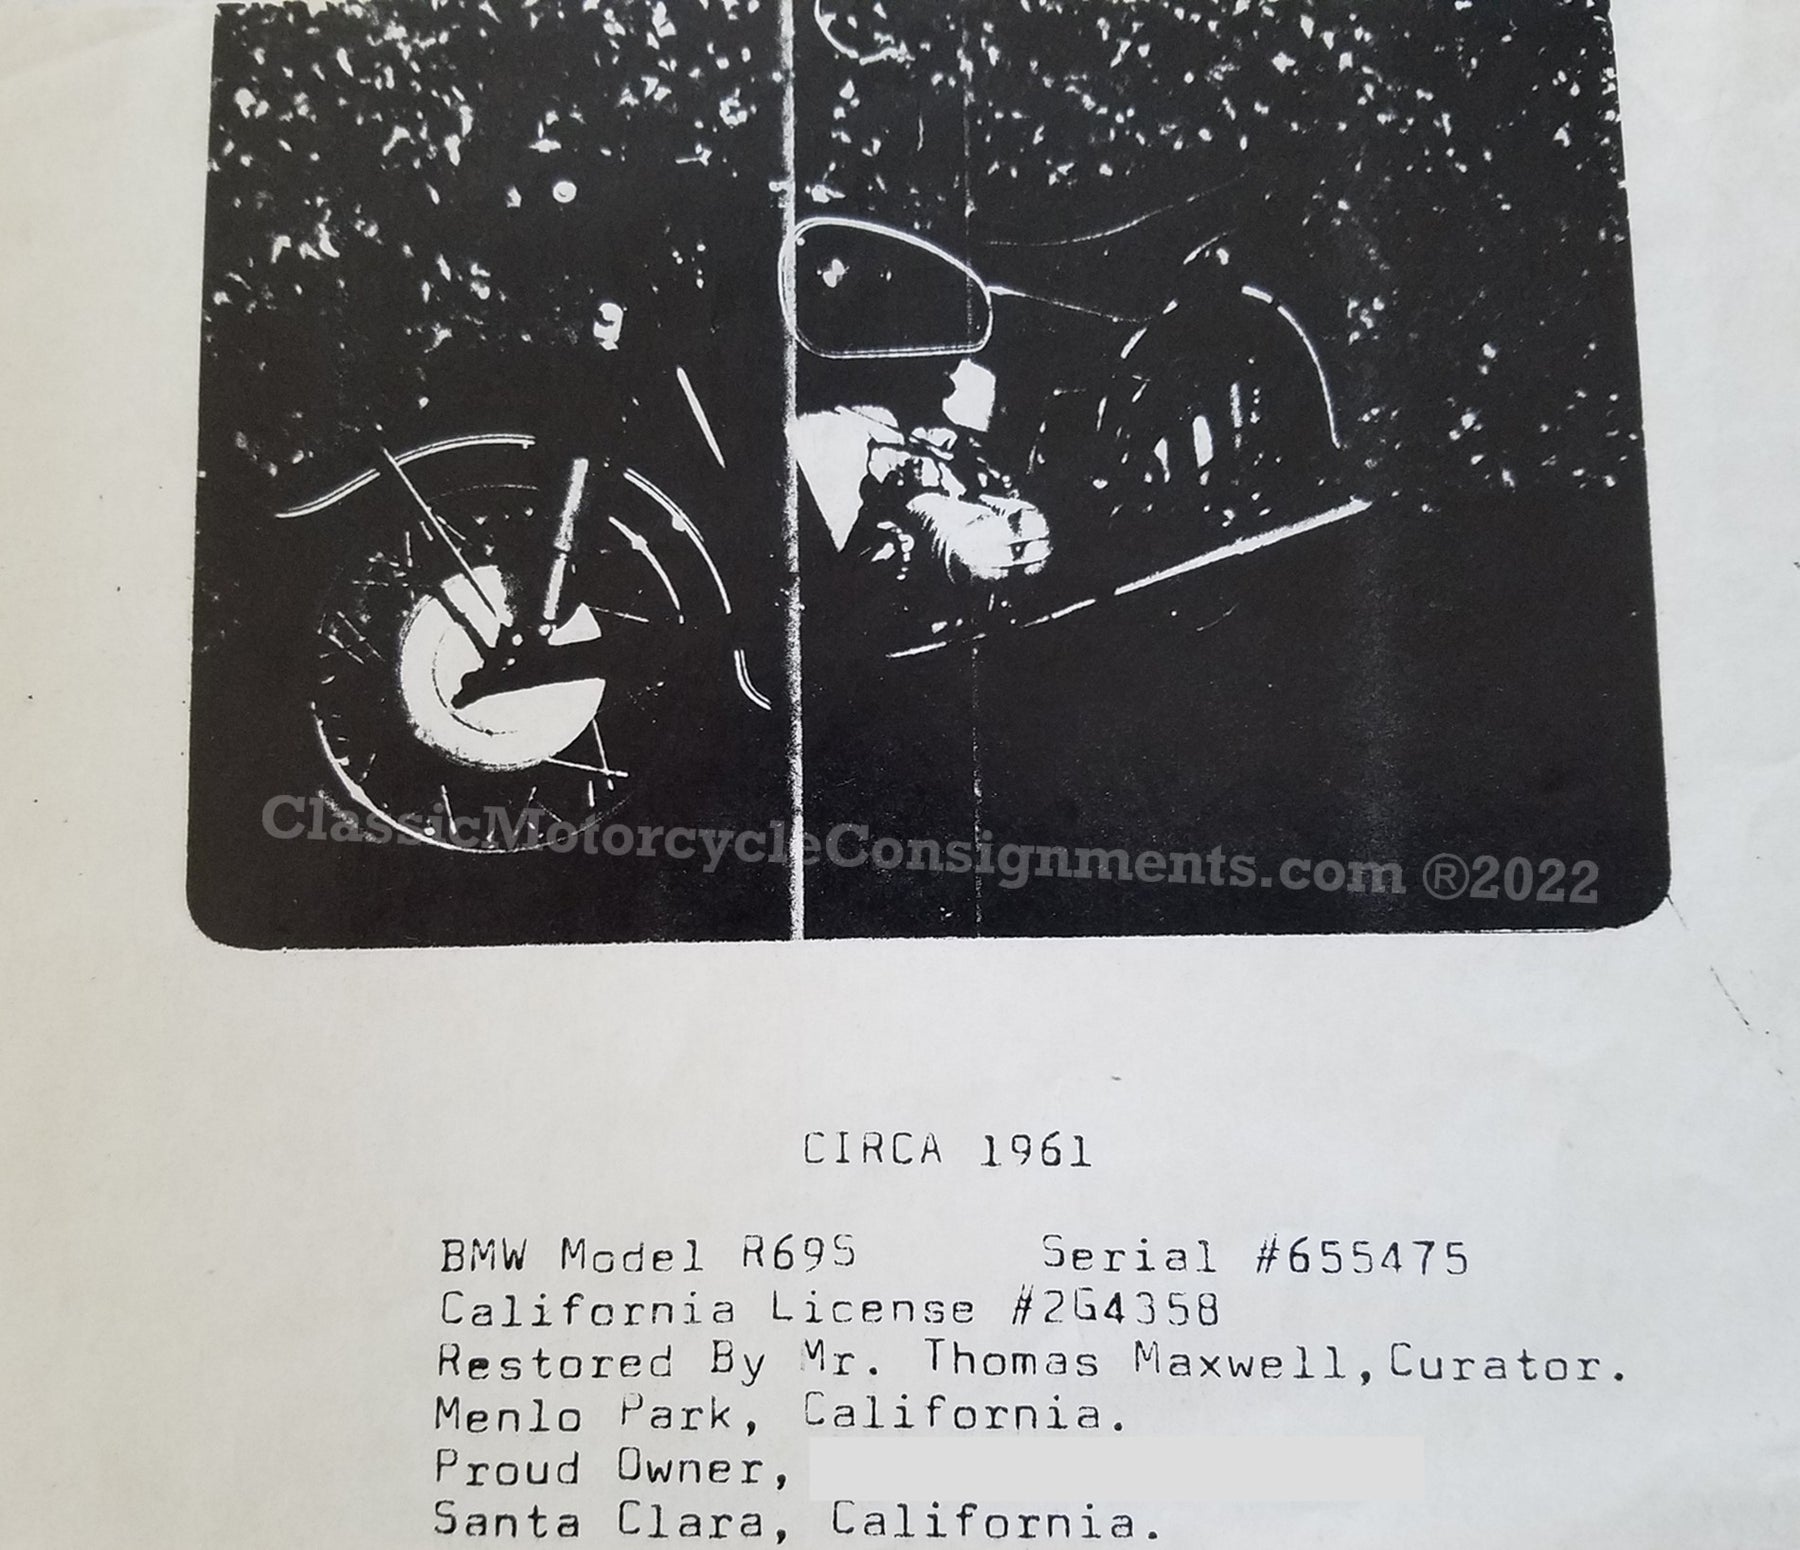 ClassicMotorcycleConsignments.com ®2022
CIRCA 1961
BMW Model R69S Serial #655475
California License #2G4358
Restored By Mr. Thomas Maxwell, Curator.
Menlo Park, California.
Proud Owner,
Santa Clara, California.